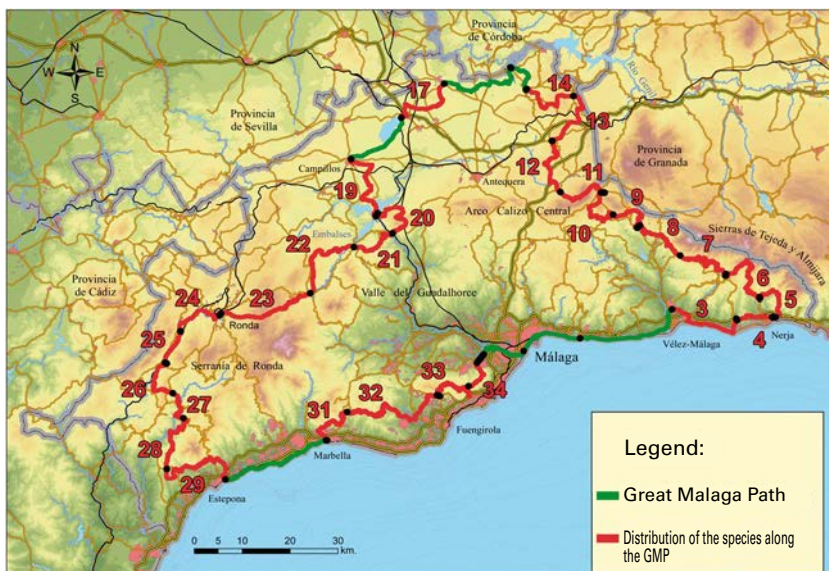 N
W E
S
Provincia
de Córdoba
Río Genil
17
14
Provincia
de Sevilla
13
Provincia
de Granada
Campillos
12
11
Antequera
19
9
Arco Calizo Central
20
10
8
Sierras de Tejeda y Almijara
22
Embalses
7
21
Provincia
de Cádiz
6
24
23
Valle del Guadalhorce
5
3
Ronda
4
Nerja
Vélez-Málaga
25
Málaga
Serranía de Ronda
33
26
34
32
27
31
Fuengirola
28
Marbella
29
Estepona
0 5 10 20 30
km.
Legend:
Great Malaga Path
Distribution of the species along
the GMP